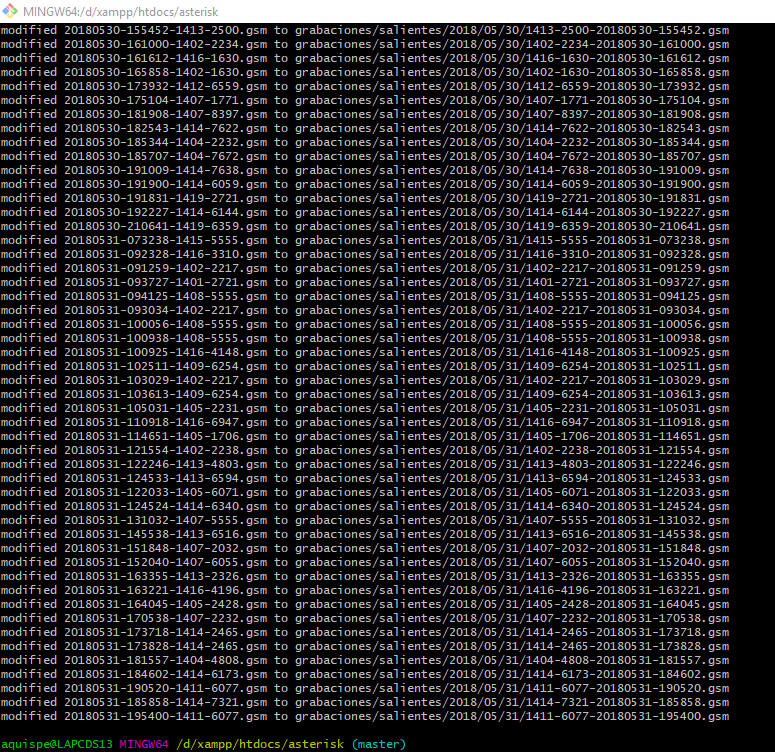 MINGW64:/d/xampp/htdocs/asterisk
modified 20180530-155452-1413-2500.gsm to grabaciones/salientes/2018/05/30/1413-2500-20180530-155452.gsm
modified 20180530-161000-1402-2234.gsm to grabaciones/salientes/2018/05/30/1402-2234-20180530-161000.gsm
modified 20180530-161612-1416-1630.gsm to grabaciones/salientes/2018/05/30/1416-1630-20180530-161612.gsm
modified 20180530-165858-1402-1630.gsm to grabaciones/salientes/2018/05/30/1402-1630-20180530-165858.gsm
modified 20180530-173932-1412-6559.gsm to grabaciones/salientes/2018/05/30/1412-6559-20180530-173932.gsm
modified 20180530-175104-1407-1771.gsm to grabaciones/salientes/2018/05/30/1407-1771-20180530-175104.gsm
modified 20180530-181908-1407-8397.gsm to grabaciones/salientes/2018/05/30/1407-8397-20180530-181908.gsm
modified 20180530-182543-1414-7622.gsm to grabaciones/salientes/2018/05/30/1414-7622-20180530-182543.gsm
modified 20180530-185344-1404-2232.gsm to grabaciones/salientes/2018/05/30/1404-2232-20180530-185344.gsm
modified 20180530-185707-1404-7672.gsm to grabaciones/salientes/2018/05/30/1404-7672-20180530-185707.gsm
modified 20180530-191009-1414-7638.gsm to grabaciones/salientes/2018/05/30/1414-7638-20180530-191009.gsm
modified 20180530-191900-1414-6059.gsm to grabaciones/salientes/2018/05/30/1414-6059-20180530-191900.gsm
modified 20180530-191831-1419-2721.gsm to grabaciones/salientes/2018/05/30/1419-2721-20180530-191831.gsm
modified 20180530-192227-1414-6144.gsm to grabaciones/salientes/2018/05/30/1414-6144-20180530-192227.gsm
modified 20180530-210641-1419-6359.gsm to grabaciones/salientes/2018/05/30/1419-6359-20180530-210641.gsm
modified 20180531-073238-1415-5555.gsm to grabaciones/salientes/2018/05/31/1415-5555-20180531-073238.gsm
modified 20180531-092328-1416-3310.gsm to grabaciones/salientes/2018/05/31/1416-3310-20180531-092328.gsm
modified 20180531-091259-1402-2217.gsm to grabaciones/salientes/2018/05/31/1402-2217-20180531-091259.gsm
modified 20180531-093727-1401-2721.gsm to grabaciones/salientes/2018/05/31/1401-2721-20180531-093727.gsm
modified 20180531-094125-1408-5555.gsm to grabaciones/salientes/2018/05/31/1408-5555-20180531-094125.gsm
modified 20180531-093034-1402-2217.gsm to grabaciones/salientes/2018/05/31/1402-2217-20180531-093034.gsm
modified 20180531-100056-1408-5555.gsm to grabaciones/salientes/2018/05/31/1408-5555-20180531-100056.gsm
modified 20180531-100938-1408-5555.gsm to grabaciones/salientes/2018/05/31/1408-5555-20180531-100938.gsm
modified 20180531-100925-1416-4148.gsm to grabaciones/salientes/2018/05/31/1416-4148-20180531-100925.gsm
modified 20180531-102511-1409-6254.gsm to grabaciones/salientes/2018/05/31/1409-6254-20180531-102511.gsm
modified 20180531-103029-1402-2217.gsm to grabaciones/salientes/2018/05/31/1402-2217-20180531-103029.gsm
modified 20180531-103613-1409-6254.gsm to grabaciones/salientes/2018/05/31/1409-6254-20180531-103613.gsm
modified 20180531-105031-1405-2231.gsm to grabaciones/salientes/2018/05/31/1405-2231-20180531-105031.gsm
modified 20180531-110918-1416-6947.gsm to grabaciones/salientes/2018/05/31/1416-6947-20180531-110918.gsm
modified 20180531-114651-1405-1706.gsm to grabaciones/salientes/2018/05/31/1405-1706-20180531-114651.gsm
modified 20180531-121554-1402-2238.gsm to grabaciones/salientes/2018/05/31/1402-2238-20180531-121554.gsm
modified 20180531-122246-1413-4803.gsm to grabaciones/salientes/2018/05/31/1413-4803-20180531-122246.gsm
modified 20180531-124533-1413-6594.gsm to grabaciones/salientes/2018/05/31/1413-6594-20180531-124533.gsm
modified 20180531-122033-1405-6071.gsm to grabaciones/salientes/2018/05/31/1405-6071-20180531-122033.gsm
modified 20180531-124524-1414-6340.gsm to grabaciones/salientes/2018/05/31/1414-6340-20180531-124524.gsm
modified 20180531-131032-1407-5555.gsm to grabaciones/salientes/2018/05/31/1407-5555-20180531-131032.gsm
modified 20180531-145538-1413-6516.gsm to grabaciones/salientes/2018/05/31/1413-6516-20180531-145538.gsm
modified 20180531-151848-1407-2032.gsm to grabaciones/salientes/2018/05/31/1407-2032-20180531-151848.gsm
modified 20180531-152040-1407-6055.gsm to grabaciones/salientes/2018/05/31/1407-6055-20180531-152040.gsm
modified 20180531-163355-1413-2326.gsm to grabaciones/salientes/2018/05/31/1413-2326-20180531-163355.gsm
modified 20180531-163221-1416-4196.gsm to grabaciones/salientes/2018/05/31/1416-4196-20180531-163221.gsm
modified 20180531-164045-1405-2428.gsm to grabaciones/salientes/2018/05/31/1405-2428-20180531-164045.gsm
modified 20180531-170538-1407-2232.gsm to grabaciones/salientes/2018/05/31/1407-2232-20180531-170538.gsm
modified 20180531-173718-1414-2465.gsm to grabaciones/salientes/2018/05/31/1414-2465-20180531-173718.gsm
modified 20180531-173828-1414-2465.gsm to grabaciones/salientes/2018/05/31/1414-2465-20180531-173828.gsm
modified 20180531-181557-1404-4808.gsm to grabaciones/salientes/2018/05/31/1404-4808-20180531-181557.gsm
modified 20180531-184602-1414-6173.gsm to grabaciones/salientes/2018/05/31/1414-6173-20180531-184602.gsm
modified 20180531-190520-1411-6077.gsm to grabaciones/salientes/2018/05/31/1411-6077-20180531-190520.gsm
modified 20180531-185858-1414-7321.gsm to grabaciones/salientes/2018/05/31/1414-7321-20180531-185858.gsm
modified 20180531-195400-1411-6077.gsm to grabaciones/salientes/2018/05/31/1411-6077-20180531-195400.gsm
aquispe@LAPCDS13 MINGW64 /d/xampp/htdocs/asterisk (master)